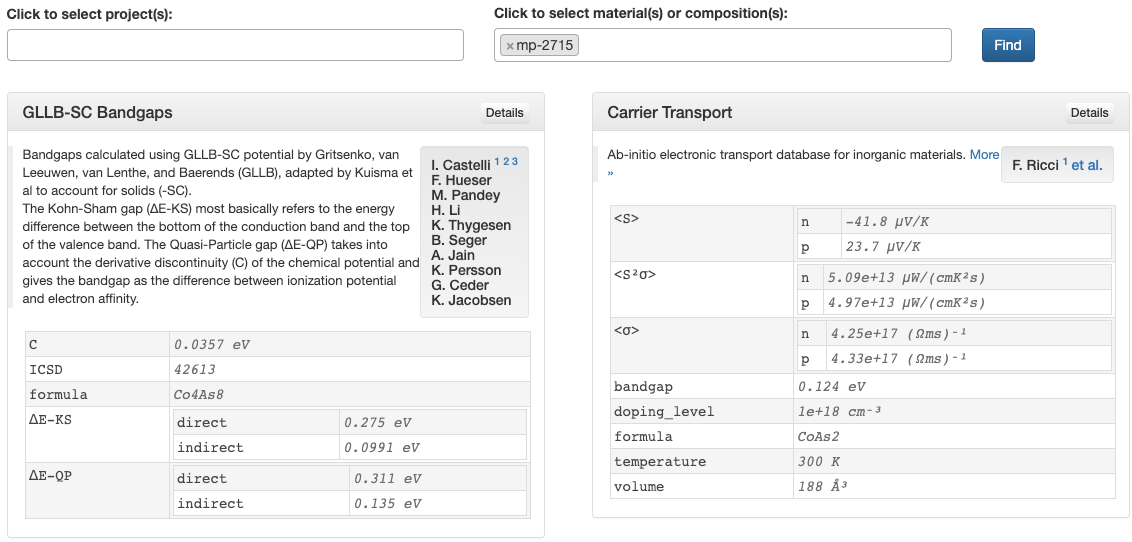 Click to select project(s):
Click to select material(s) or composition(s):
× mp-2715
Find
GLLB-SC Bandgaps
Details
Bandgaps calculated using GLLB-SC potential by Gritsenko, van
Leeuwen, van Lenthe, and Baerends (GLLB), adapted by Kuisma et
al to account for solids (-SC).
The Kohn-Sham gap (ΔE-KS) most basically refers to the energy
difference between the bottom of the conduction band and the top
of the valence band. The Quasi-Particle gap (ΔE-QP) takes into
account the derivative discontinuity (C) of the chemical potential and
gives the bandgap as the difference between ionization potential
and electron affinity.
I. Castelli 1 2 3
F. Hueser
M. Pandey
H. Li
K. Thygesen
B. Seger
A. Jain
K. Persson
G. Ceder
K. Jacobsen
C 0.0357 eV
ICSD 42613
formula Co4As8
ΔE-KS direct 0.275 eV
indirect 0.0991 eV
ΔE-QP direct 0.311 eV
indirect 0.135 eV
Carrier Transport
Details
Ab-initio electronic transport database for inorganic materials. More
»
F. Ricci 1 et al.
<S> n -41.8 µV/K
p 23.7 µV/K
<S²σ> n 5.09e+13 µW/(cmK²s)
p 4.97e+13 µW/(cmK²s)
<σ> n 4.25e+17 (Ωms)⁻¹
p 4.33e+17 (Ωms)⁻¹
bandgap 0.124 eV
doping_level 1e+18 cm⁻³
formula CoAs2
temperature 300 K
volume 188 Å³